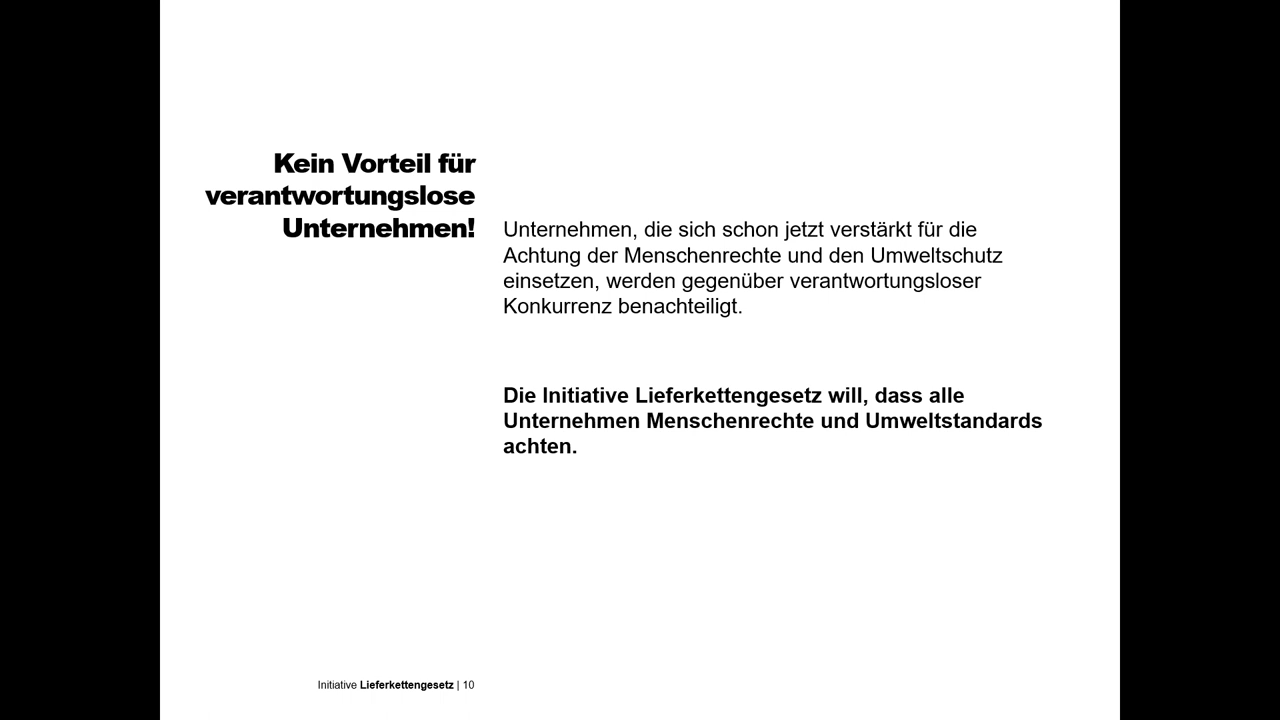 Kein Vorteil für
verantwortungslose
Unternehmen!
Unternehmen, die sich schon jetzt verstärkt für die
Achtung der Menschenrechte und den Umweltschutz
einsetzen, werden gegenüber verantwortungsloser
Konkurrenz benachteiligt.
Die Initiative Lieferkettengesetz will, dass alle
Unternehmen Menschenrechte und Umweltstandards
achten.
Initiative Lieferkettengesetz | 10